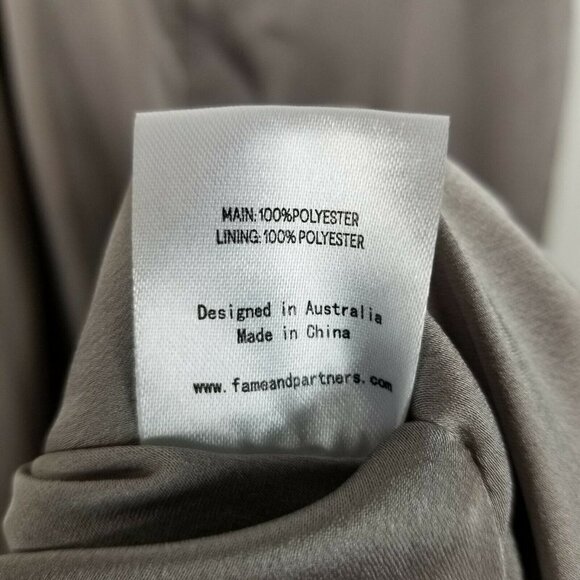 MAIN: 100%POLYESTER
LINING: 100% POLYESTER
Designed in Australia
Made in China
www. fameandpartners. com